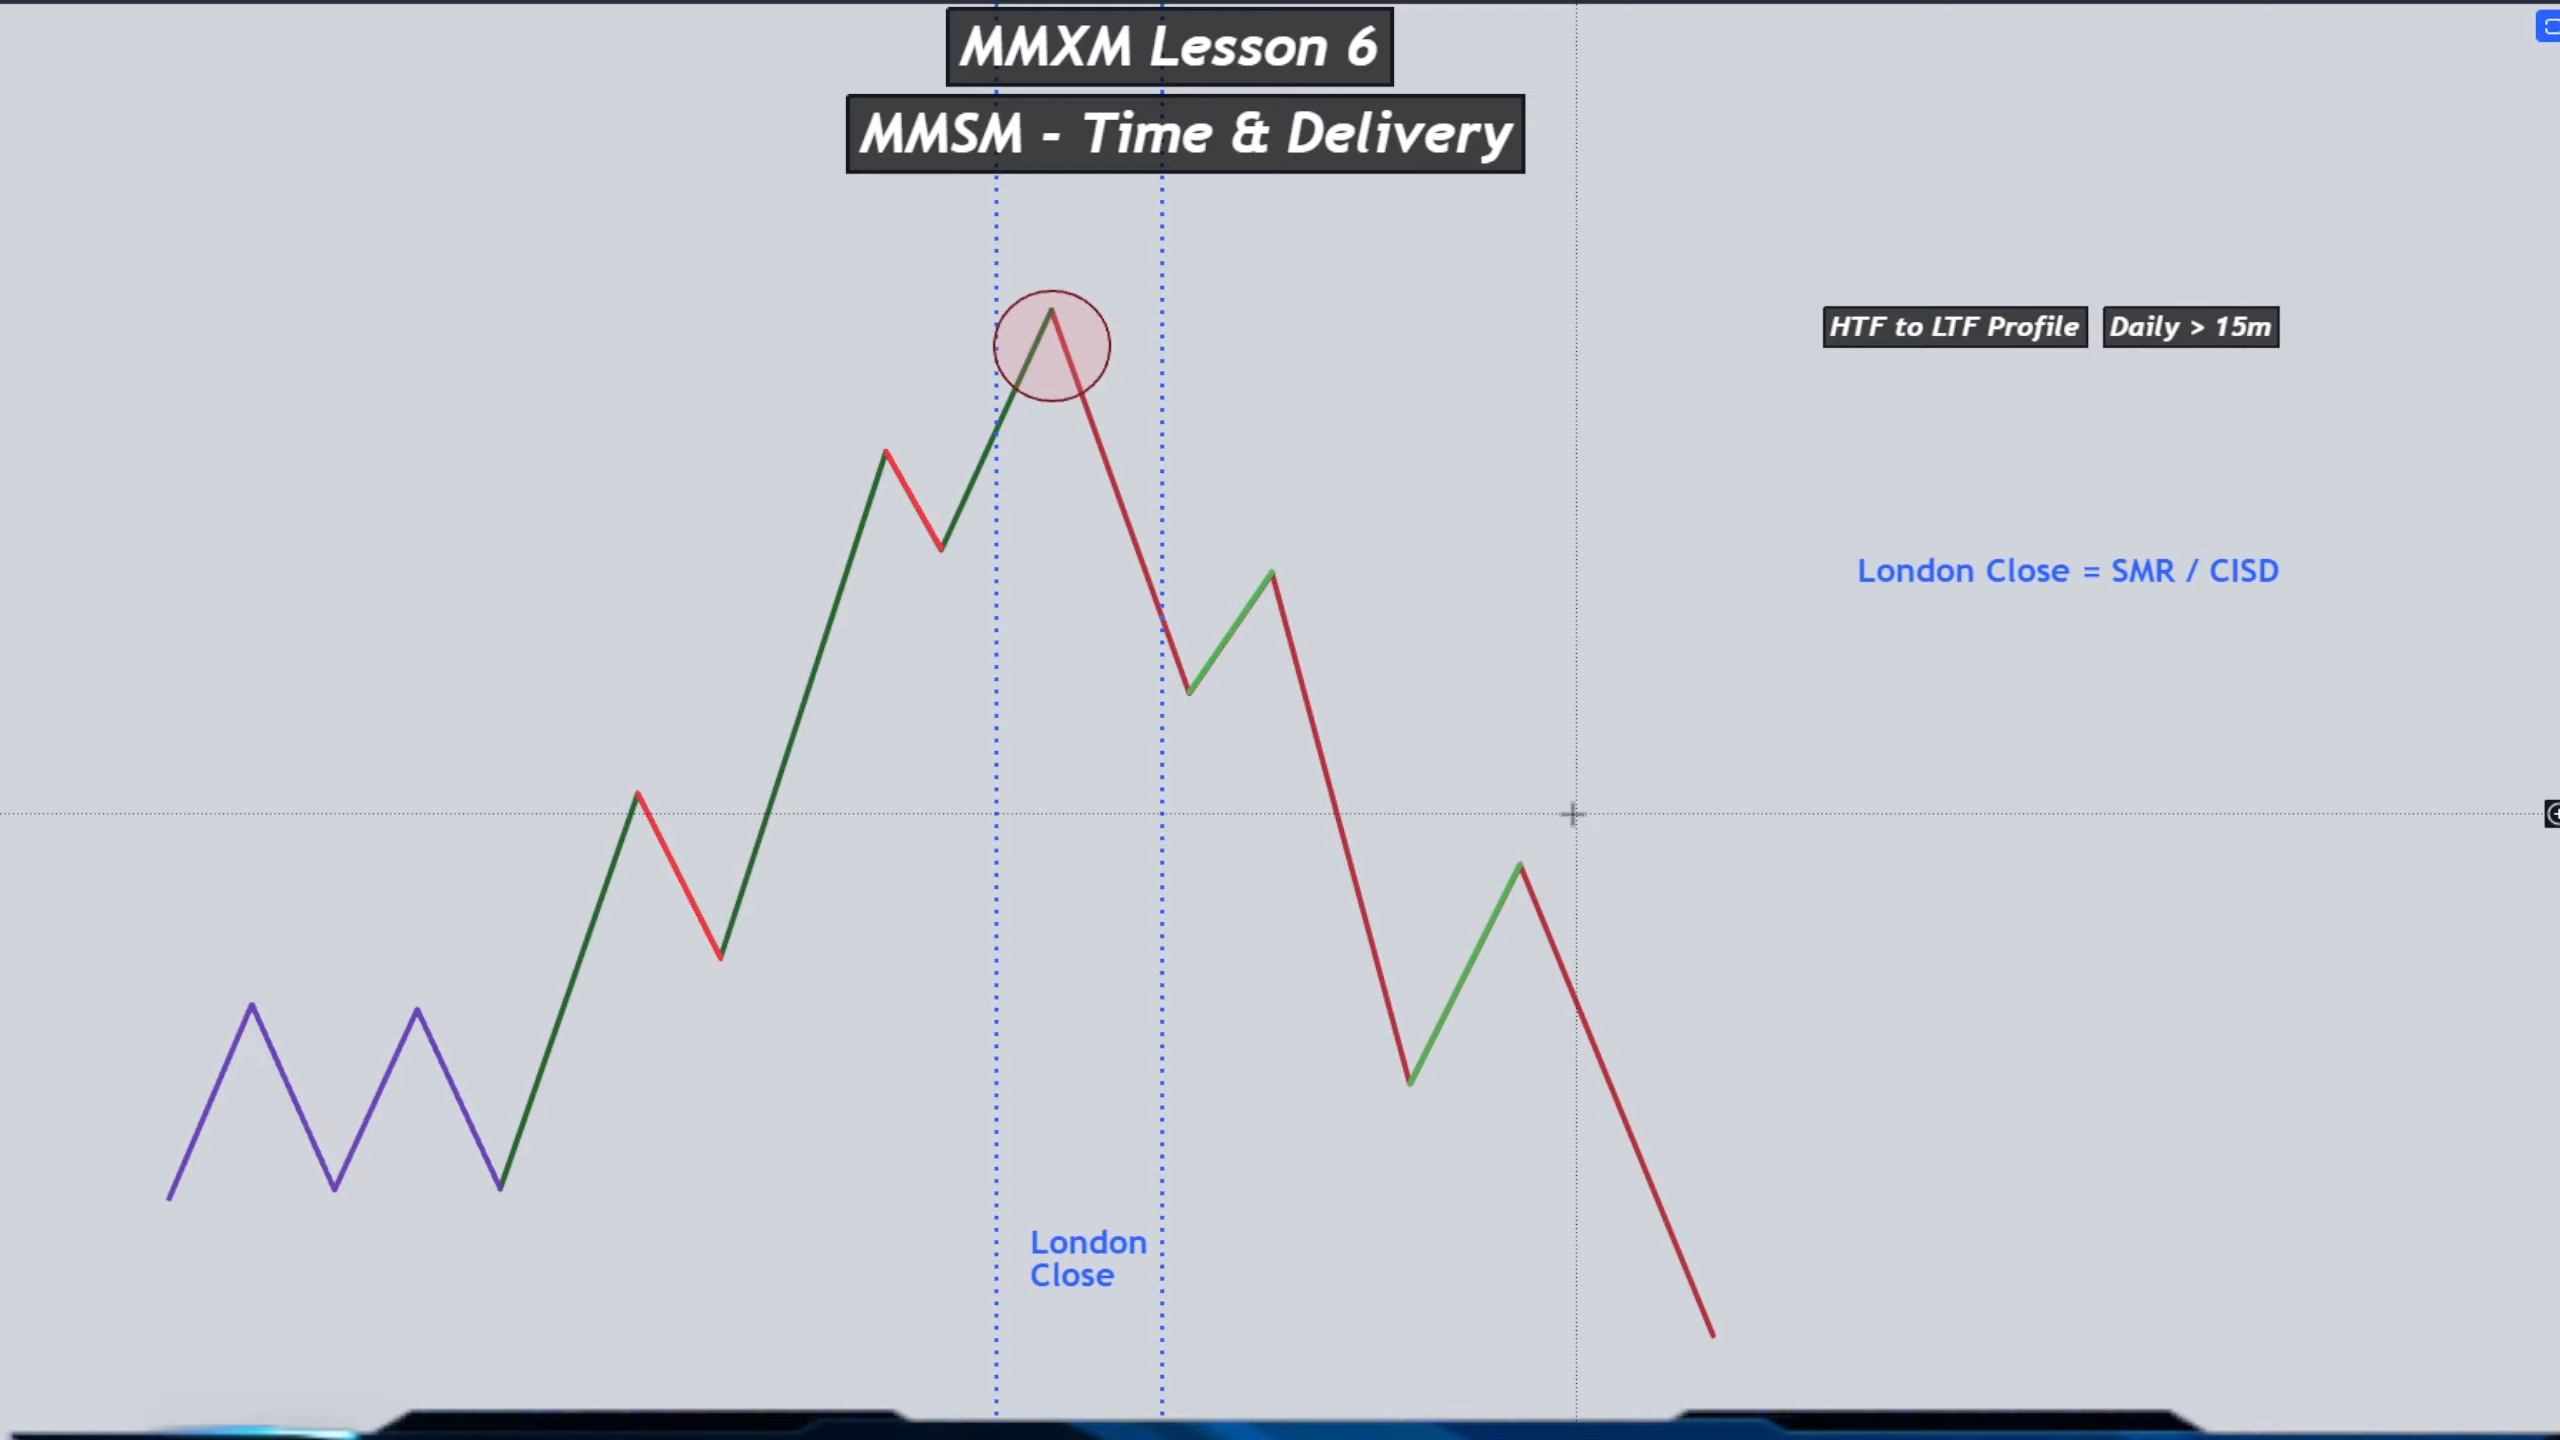 MMXM Lesson 6
MMSM - Time & Delivery
HTF to LTF Profile
Daily > 15m
London Close = SMR / CISD
London
Close